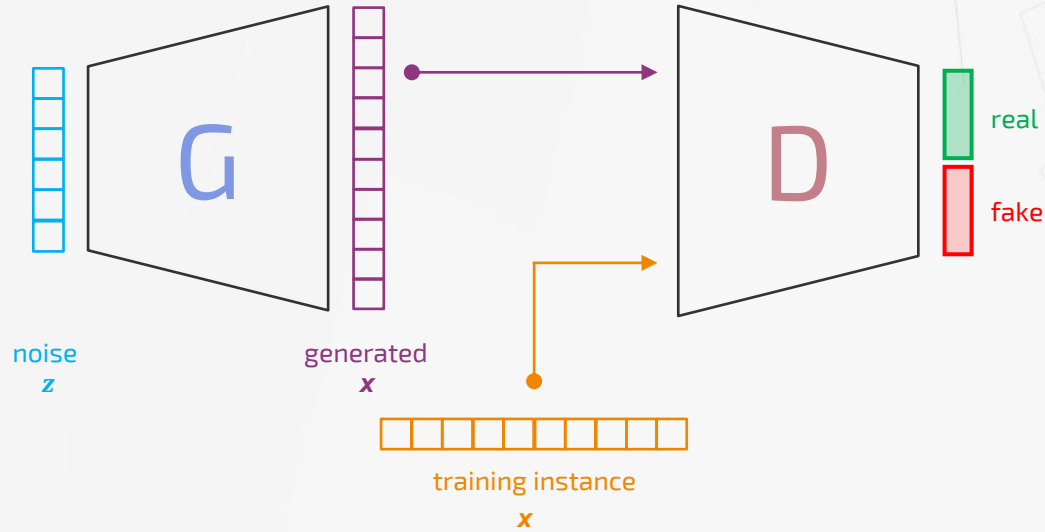 G
D
real
fake
noise
z
generated
x
training instance
x